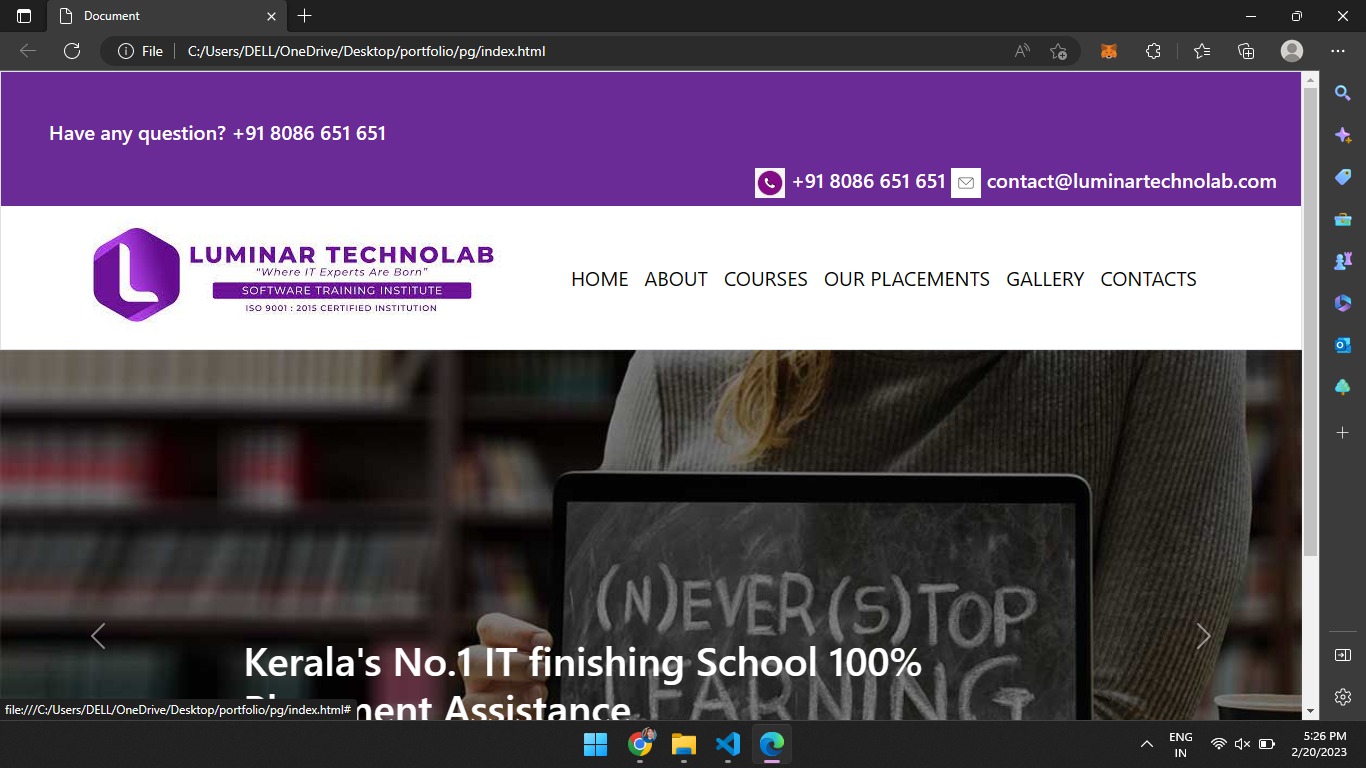 Document
File
C:/Users/DELL/OneDrive/Desktop/portfolio/pg/index.html
Have any question? +91 8086 651 651
+91 8086 651 651 contact@luminartechnolab.com
LUMINAR TECHNOLAB
"Where IT Experts Are Born"
SOFTWARE TRAINING INSTITUTE
ISO 9001 : 2015 CERTIFIED INSTITUTION
HOME ABOUT COURSES OUR PLACEMENTS GALLERY CONTACTS
(N)EVER (S)TOP
LEARNING
Kerala's No.1 IT finishing School 100%
Assistance
file:///C:/Users/DELL/OneDrive/Desktop/portfolio/pg/index.html#
ENG
IN
5:26 PM
2/20/2023